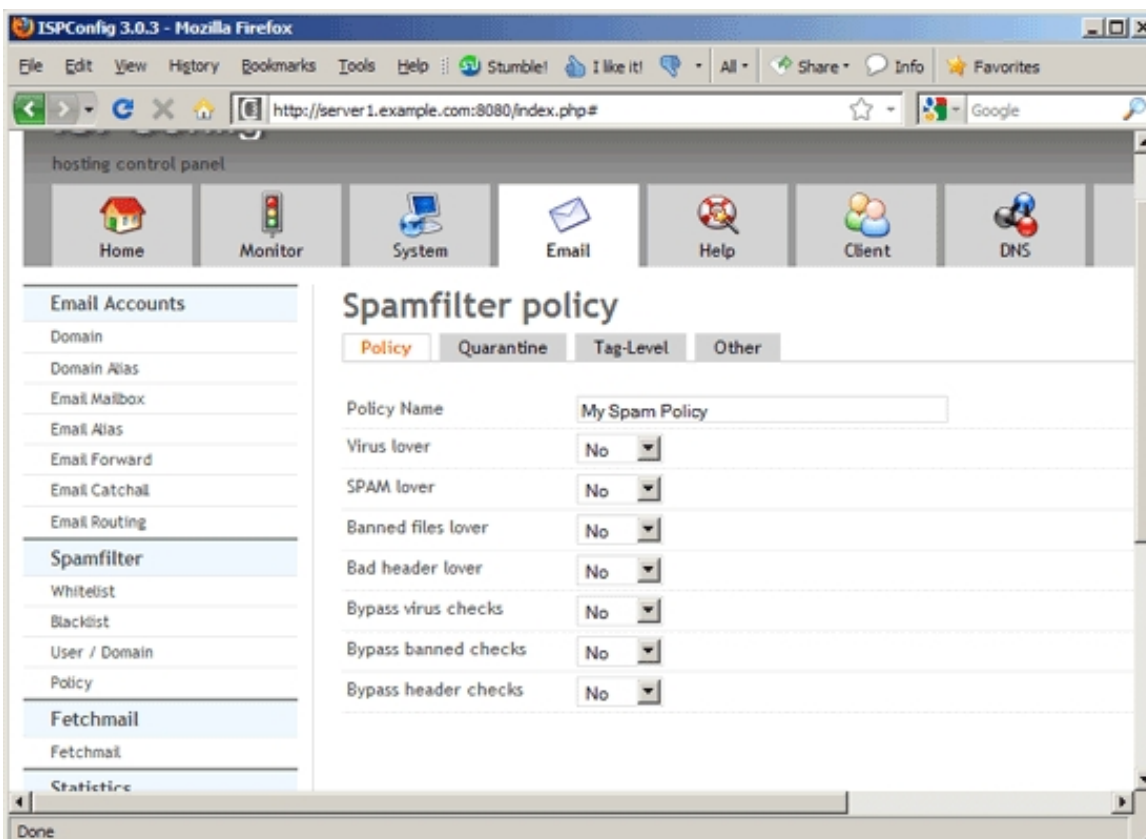 ISPConfig 3.0.3 - Mozilla Firefox
File Edit View History Bookmarks Tools Help Stumble! I like it! All Share Info Favorites
http://server1.example.com:8080/index.php# Google
hosting control panel
Home Monitor System Email Help Client DNS
Email Accounts
Domain
Domain Alias
Email Mailbox
Email Alias
Email Forward
Email Catchall
Email Routing
Spamfilter
Whitelist
Blacklist
User / Domain
Policy
Fetchmail
Fetchmail
Statistics
Spamfilter policy
Policy Quarantine Tag-Level Other
Policy Name My Spam Policy
Virus lover No
SPAM lover No
Banned files lover No
Bad header lover No
Bypass virus checks No
Bypass banned checks No
Bypass header checks No
Done